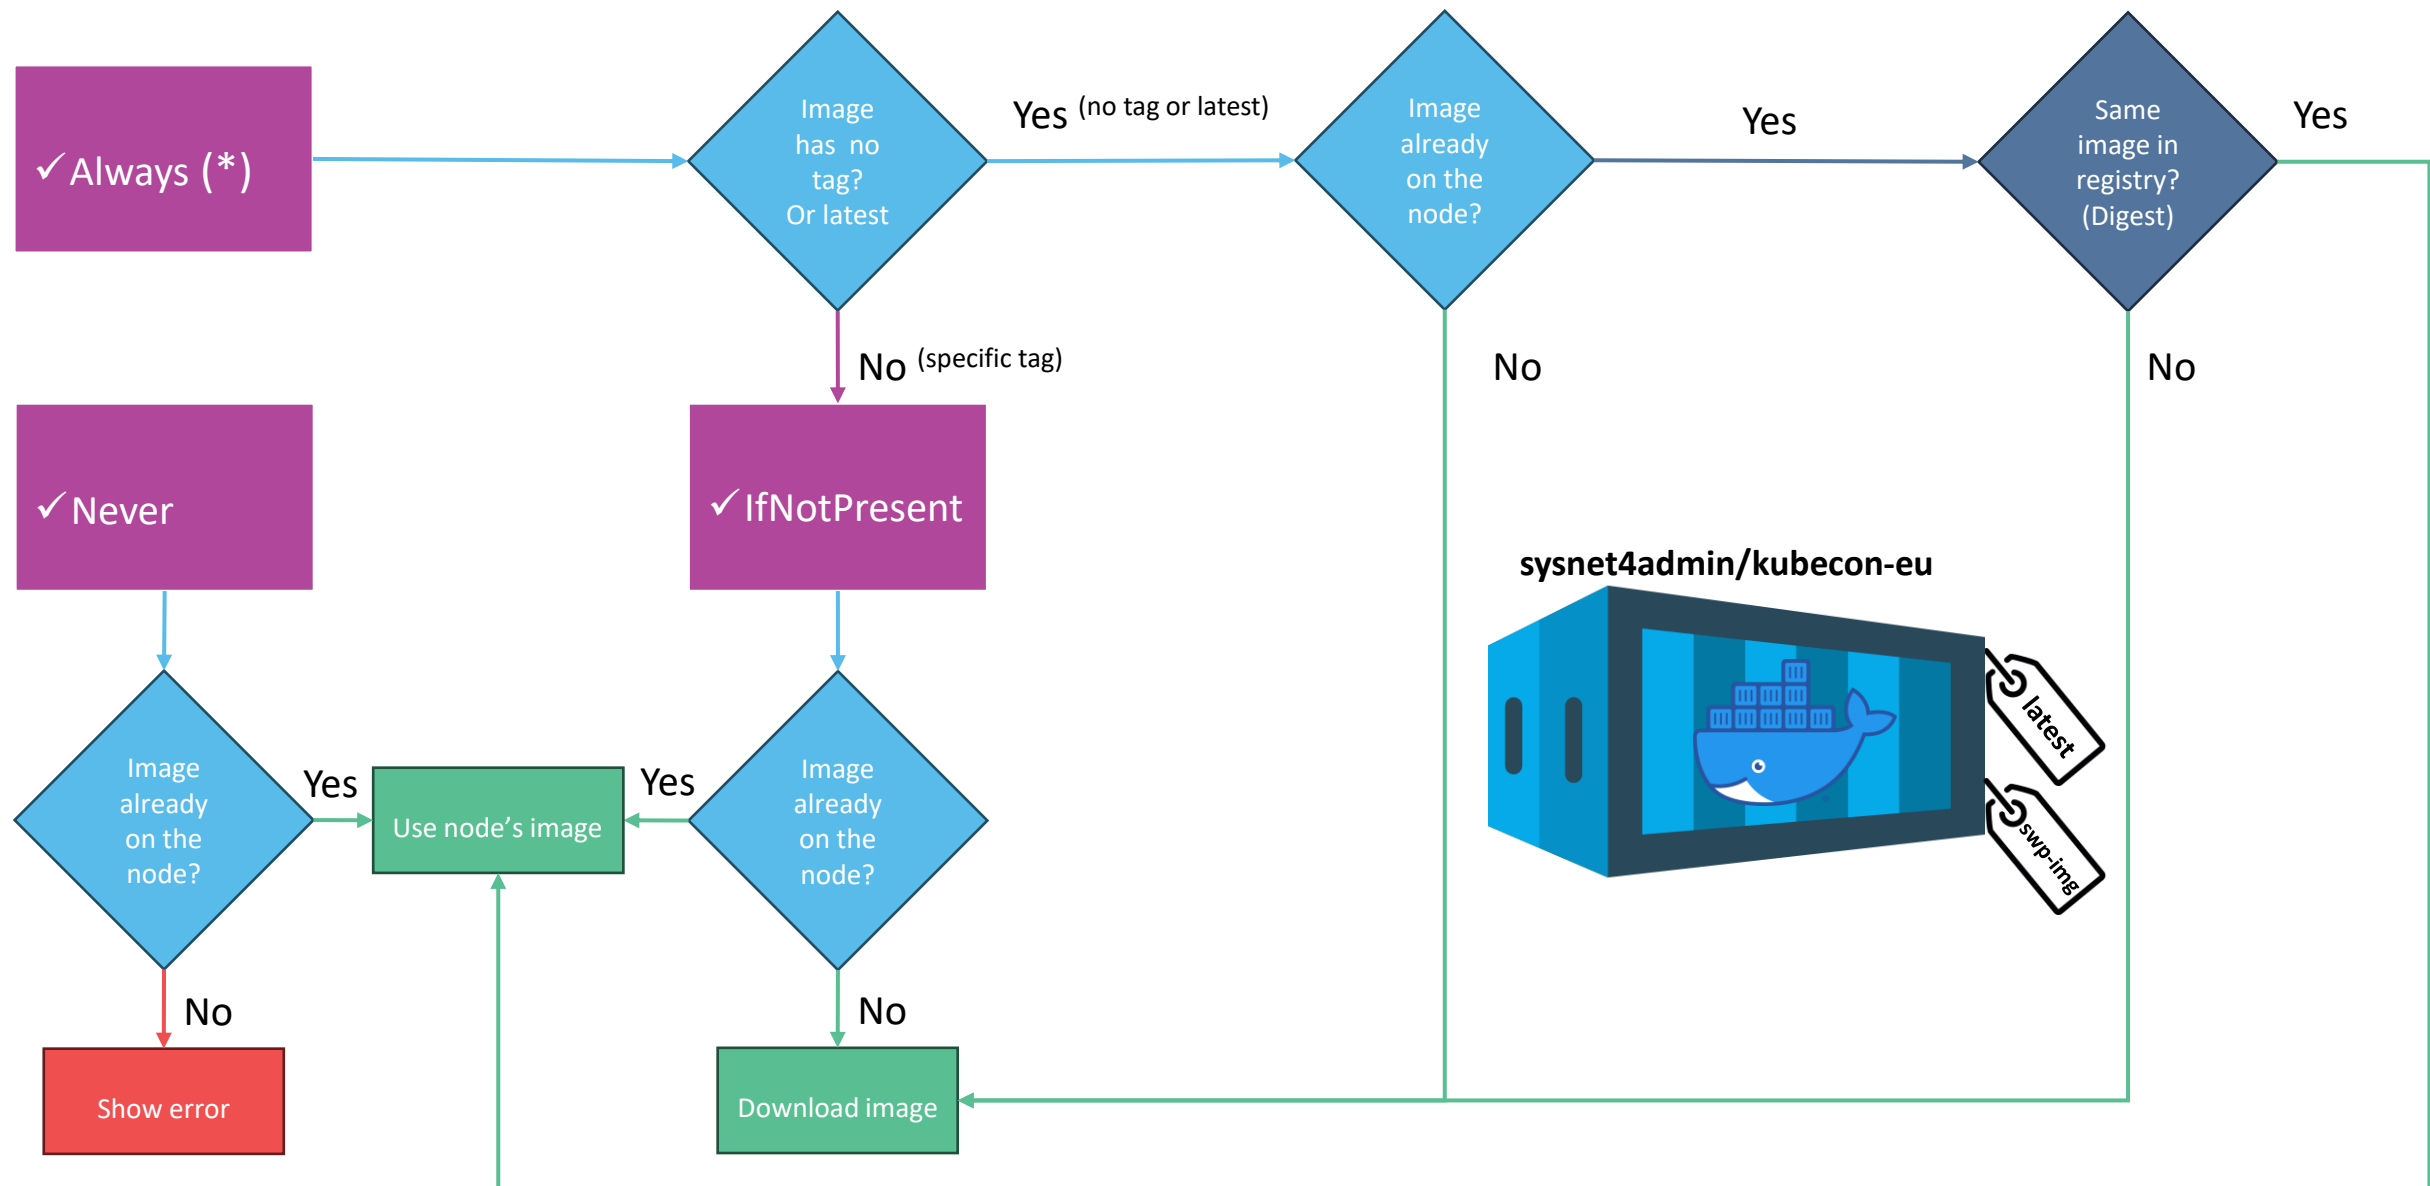 ✓Always (*)
Image
has no
tag?
Or latest
Yes (no tag or latest)
Image
already
on the
node?
Yes
Same
image in
registry?
(Digest)
Yes
No (specific tag)
No
No
✓Never
✓IfNotPresent
sysnet4admin/kubecon-eu
latest
swp-img
Image
already
on the
node?
Yes
Use node’s image
Yes
Image
already
on the
node?
No
No
Show error
Download image